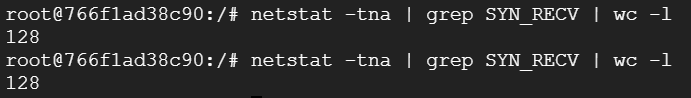 root@766f1ad38c90:/# netstat -tna | grep SYN_RECV | wc -l
128
root@766f1ad38c90:/# netstat -tna | grep SYN_RECV | wc -l
128